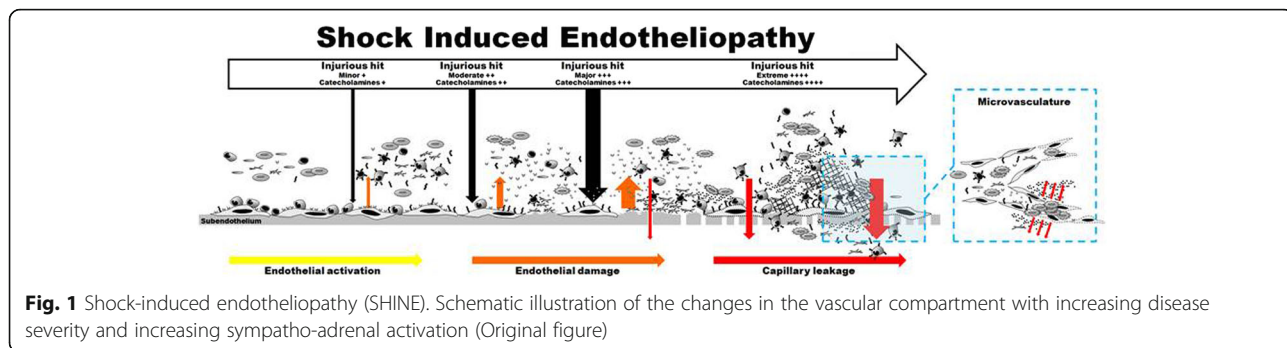 Shock Induced Endotheliopathy
Injurious hit
Minor +
Catecholamines +
Injurious hit
Moderate ++
Catecholamines ++
Injurious hit
Major +++
Catecholamines +++
Injurious hit
Extreme ++++
Catecholamines ++++
Microvasculature
Subendothelium
Endothelial activation
Endothelial damage
Capillary leakage
Fig. 1 Shock-induced endotheliopathy (SHINE). Schematic illustration of the changes in the vascular compartment with increasing disease
severity and increasing sympatho-adrenal activation (Original figure)